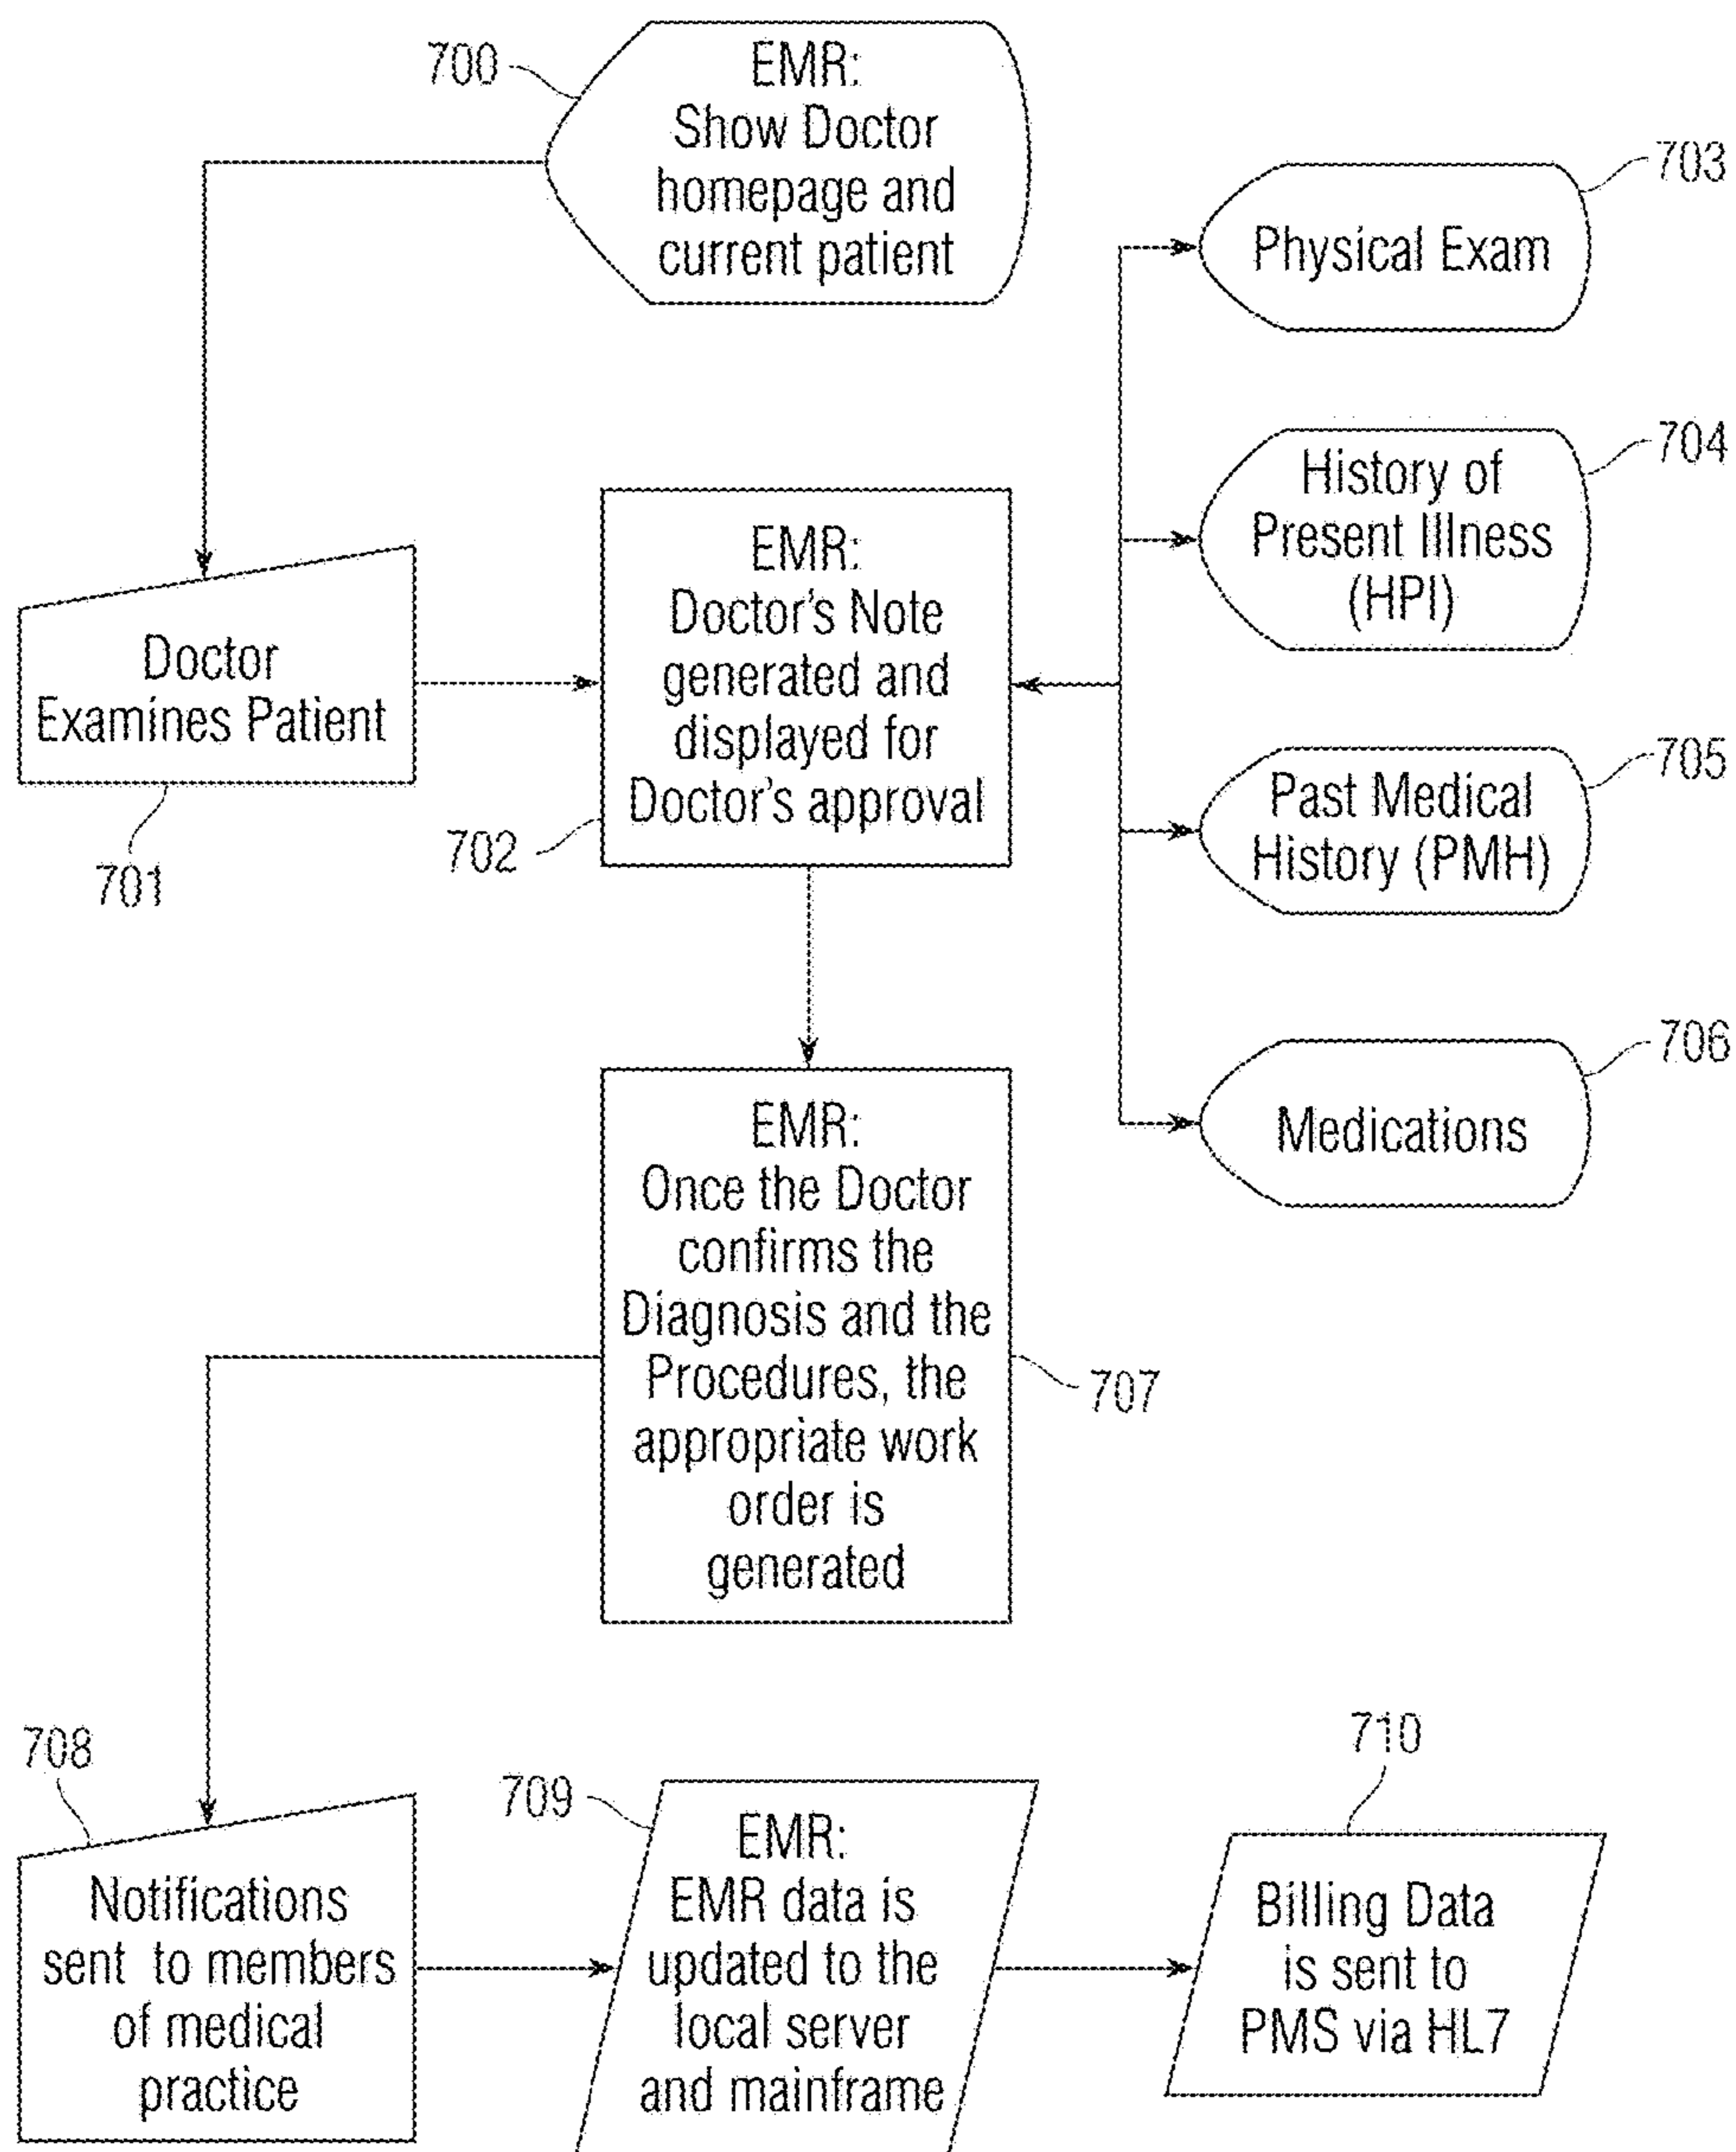 700
EMR:
Show Doctor
homepage and
current patient
703
Physical Exam
704
History of
Present Illness
(HPI)
Doctor
Examines Patient
701
EMR:
Doctor's Note
generated and
displayed for
Doctor's approval
702
705
Past Medical
History (PMH)
706
Medications
EMR:
Once the Doctor
confirms the
Diagnosis and the
Procedures, the
appropriate work
order is
generated
707
708
Notifications
sent to members
of medical
practice
709
EMR:
EMR data is
updated to the
local server
and mainframe
710
Billing Data
is sent to
PMS via HL7